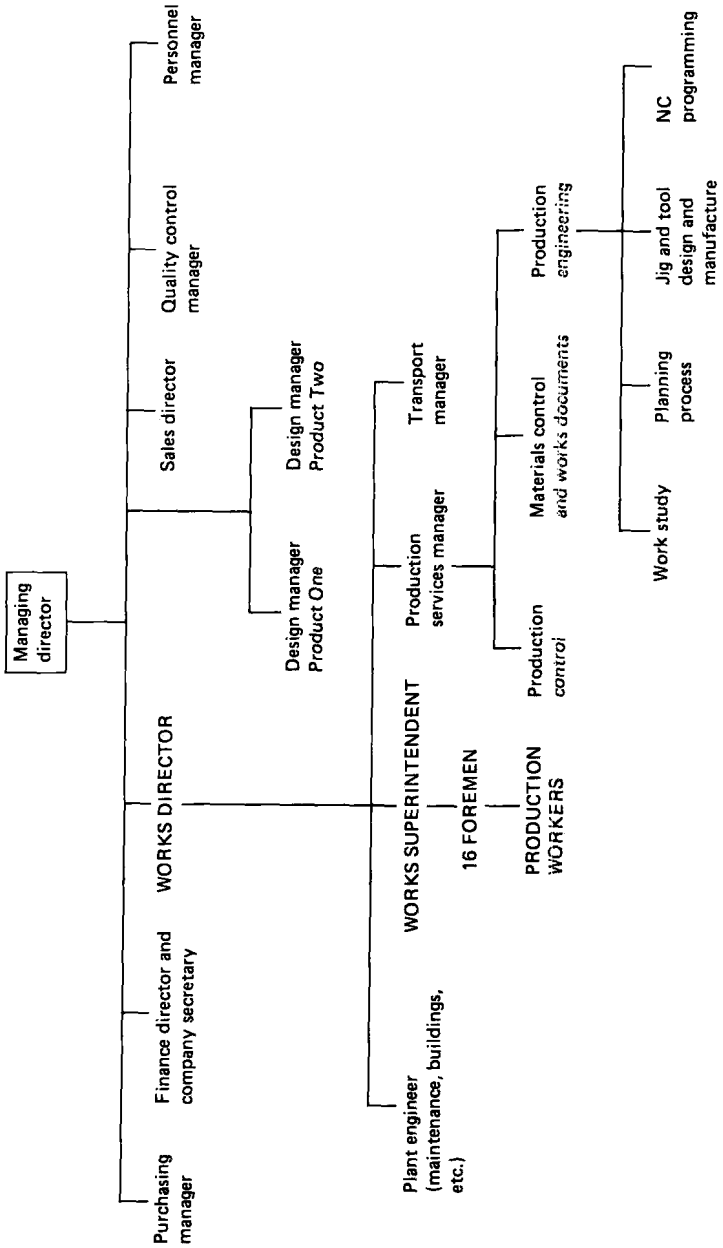 Managing
director
Purchasing
manager
Finance director and
company secretary
WORKS DIRECTOR
Sales director
Quality control
manager
Personnel
manager
Design manager
Product One
Design manager
Product Two
Plant engineer
(maintenance, buildings,
etc.)
WORKS SUPERINTENDENT
16 FOREMEN
PRODUCTION
WORKERS
Production
services manager
Transport
manager
Production
control
Materials control
and works documents
Production
engineering
Work study
Planning
process
Jig and tool
design and
manufacture
NC
programming